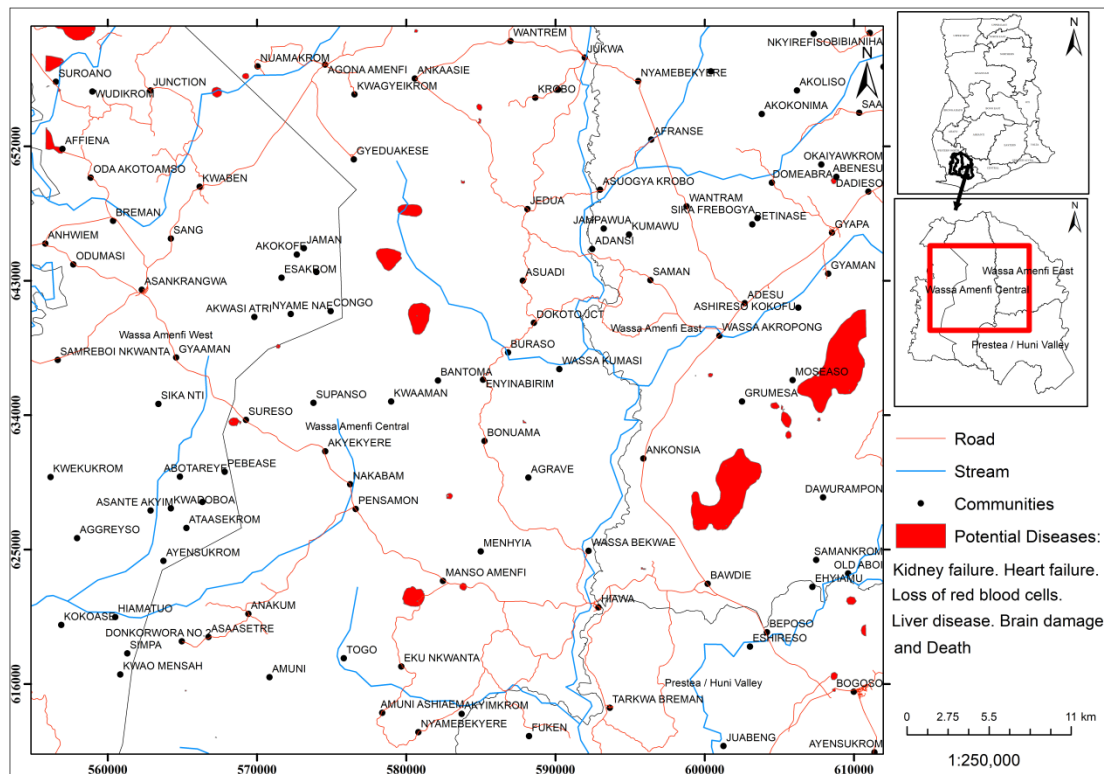 WANTREM
JUKWA
NKYIREFISO
BIBIANIHA
NUAMAKROM
AGONA AMENFI
ANKAASIE
NYAMEBEKYERE
N
SUROANO
JUNCTION
WUDIKROM
KWAGYEIKROM
KROBO
AKOLISO
AKOKONIMA
SAA
652000
AFFIENA
AFRANSE
GYEDUAKESE
OKAIYAWKROM
ODA AKOTOAMSO
KWABEN
ASUOGYA KROBO
DOMEABRA
ABENESU
DADIESO
BREMAN
JEDUA
WANTRAM
SIKA FREBOGYA
BETINASE
ANHWIEM
SANG
JAMPAWUA
KUMAWU
GYAPA
ODUMASI
AKOKOFE
JAMAN
ADANSI
643000
ESAKROM
ASUADI
SAMAN
GYAMAN
ASANKRANGWA
AKWASI ATRI
NYAME NAE
CONGO
ADESU
ASHIRESO KOKOFU
Wassa Amenfi West
DOKOTO JCT
Wassa Amenfi East
WASSA AKROPONG
SAMREBOI NKWANTA
GYAAMAN
BURASO
WASSA KUMASI
BANTOMA
ENYINABIRIM
MOSEASO
SIKA NTI
SUPANSO
KWAAMAN
GRUMESA
634000
SURESO
Wassa Amenfi Central
AKYEKYERE
BONUAMA
ANKONSIA
KWEKUKROM
ABOTAREYE
PEBEASE
NAKABAM
AGRAVE
DAWURAMPON
ASANTE AKYIM
KWADOBOA
PENSAMON
ATAASEKROM
AGGREYSO
625000
AYENSUKROM
MENHYIA
WASSA BEKWAE
SAMANKROM
OLD ABOI
MANSO AMENFI
BAWDIE
EHYIAMU
KOKOASE
HIAMATUO
ANAKUM
HIAWA
DONKORWORA NO.2
ASAASETRE
BEPOSO
ESHIRESO
SIMPA
TOGO
EKU NKWANTA
KWAO MENSAH
AMUNI
Prestea / Huni Valley
BOGOSO
616000
TARKWA BREMAN
AMUNI ASHIAEM
AKYIMKROM
NYAMEBEKYERE
FUKEN
JUABENG
AYENSUKROM
560000
570000
580000
590000
600000
610000
N
N
Wassa Amenfi East
Wassa Amenfi Central
Prestea / Huni Valley
Road
Stream
Communities
Potential Diseases:
Kidney failure. Heart failure.
Loss of red blood cells.
Liver disease. Brain damage
and Death
0 2.75 5.5 11 km
1:250,000